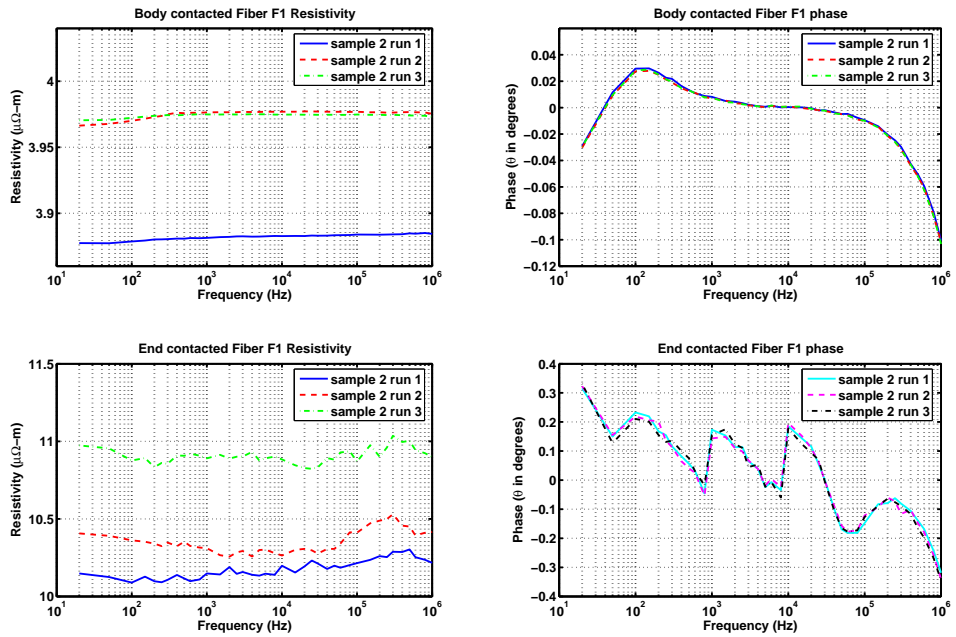 Body contacted Fiber F1 Resistivity
Resistivity (μΩ−m)
4
3.95
3.9
sample 2 run 1
sample 2 run 2
sample 2 run 3
10^1 10^2 10^3 10^4 10^5 10^6
Frequency (Hz)
Body contacted Fiber F1 phase
Phase (θ in degrees)
0.04
0.02
0
−0.02
−0.04
−0.06
−0.08
−0.1
−0.12
sample 2 run 1
sample 2 run 2
sample 2 run 3
10^1 10^2 10^3 10^4 10^5 10^6
Frequency (Hz)
End contacted Fiber F1 Resistivity
Resistivity (μΩ−m)
11.5
11
10.5
10
sample 2 run 1
sample 2 run 2
sample 2 run 3
10^1 10^2 10^3 10^4 10^5 10^6
Frequency (Hz)
End contacted Fiber F1 phase
Phase (θ in degrees)
0.4
0.3
0.2
0.1
0
−0.1
−0.2
−0.3
−0.4
sample 2 run 1
sample 2 run 2
sample 2 run 3
10^1 10^2 10^3 10^4 10^5 10^6
Frequency (Hz)